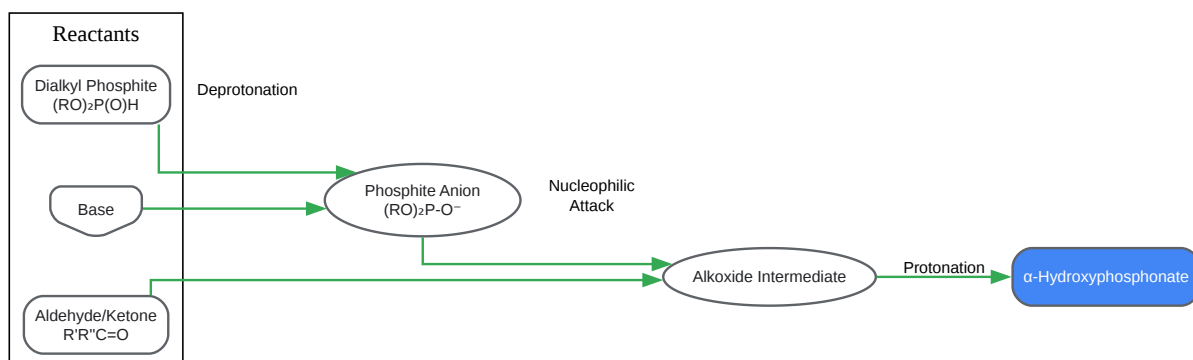 Reactants
Dialkyl Phosphite
(RO)₂P(O)H
Deprotonation
Base
Phosphite Anion
(RO)₂P-O⁻
Nucleophilic
Attack
Aldehyde/Ketone
R'R"C=O
Alkoxide Intermediate
Protonation
α-Hydroxyphosphonate